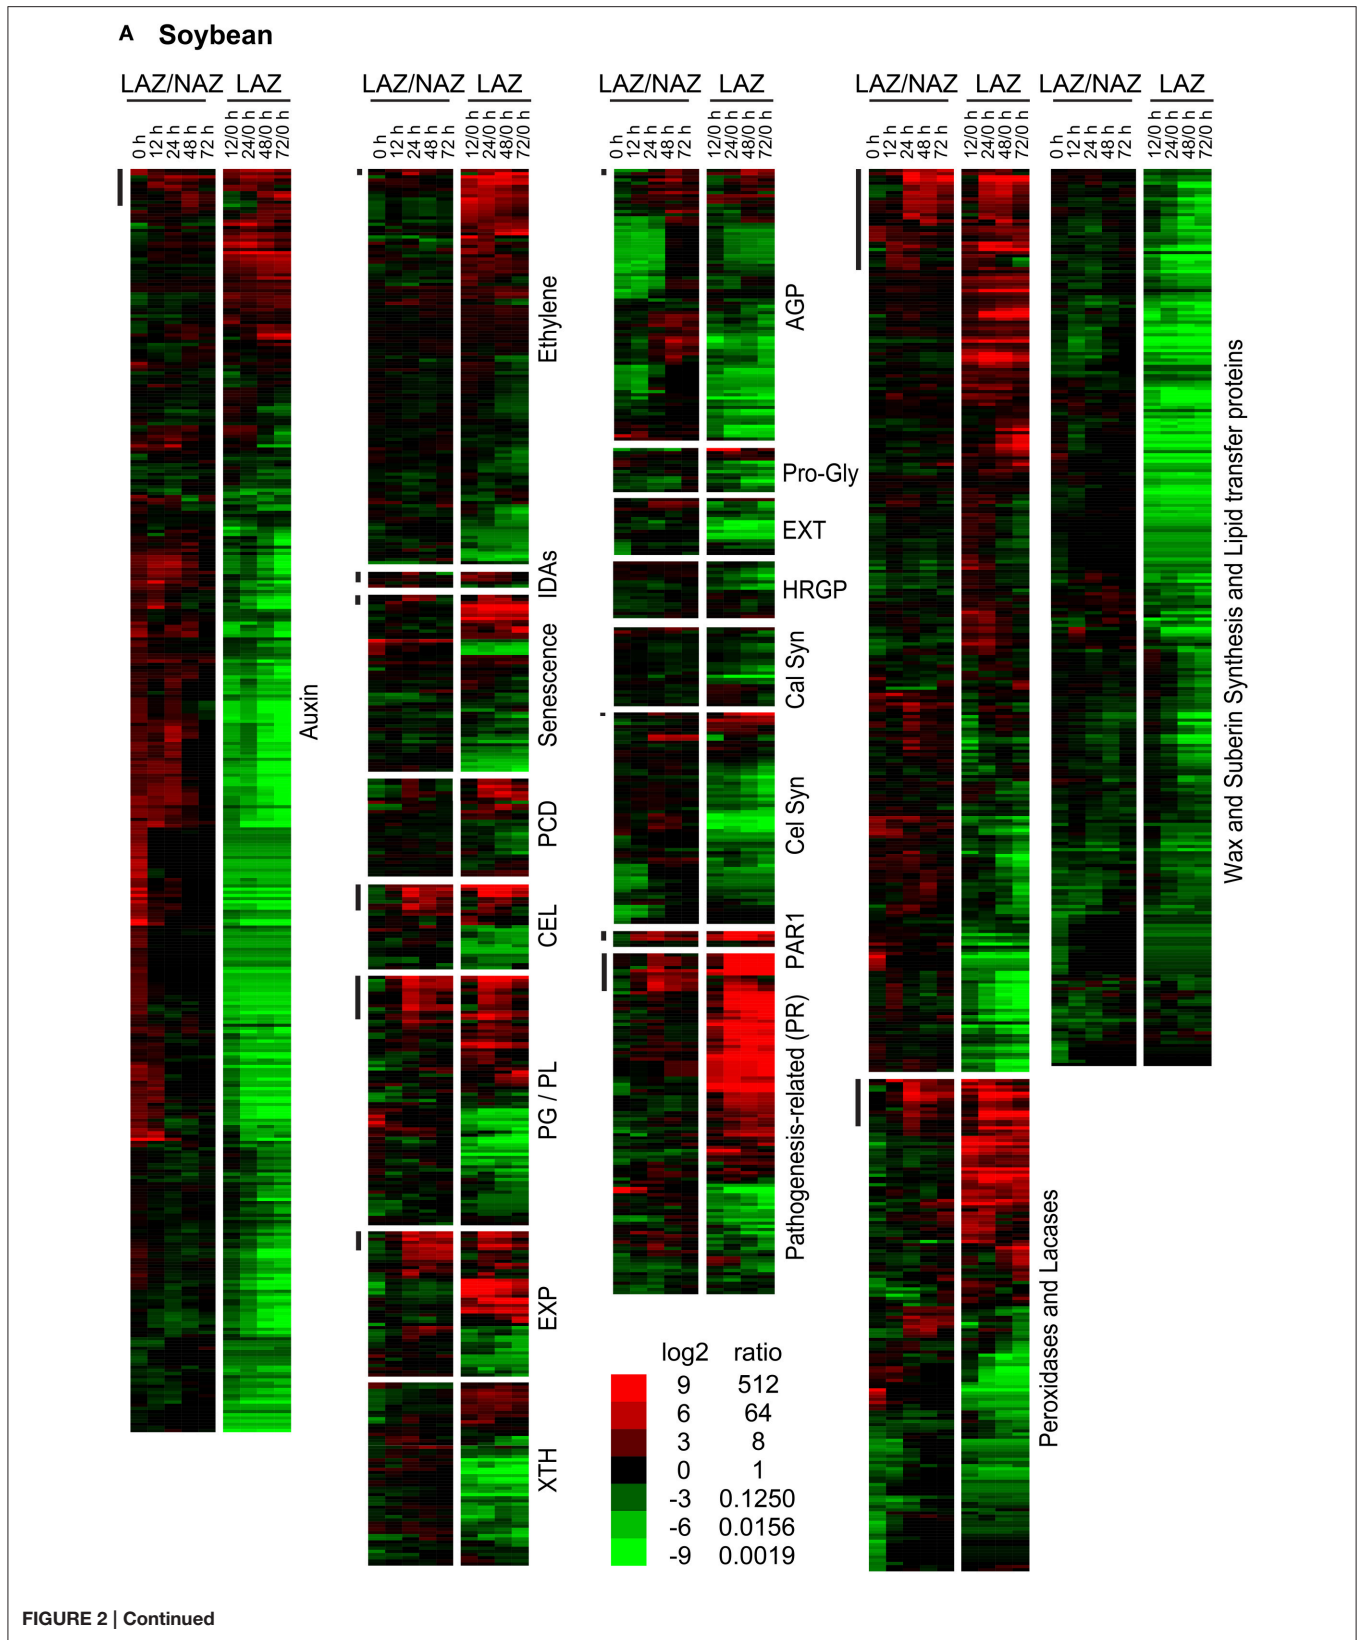 A Soybean
LAZ/NAZ LAZ LAZ/NAZ LAZ LAZ/NAZ LAZ LAZ/NAZ LAZ LAZ/NAZ LAZ
0 h 12 h 24 h 48 h 72 h 12/0 h 24/0 h 48/0 h 72/0 h 0 h 12 h 24 h 48 h 72 h 12/0 h 24/0 h 48/0 h 72/0 h 0 h 12 h 24 h 48 h 72 h 12/0 h 24/0 h 48/0 h 72/0 h 0 h 12 h 24 h 48 h 72 h 12/0 h 24/0 h 48/0 h 72/0 h 0 h 12 h 24 h 48 h 72 h 12/0 h 24/0 h 48/0 h 72/0 h
Auxin
Ethylene
IDAs
Senescence
PCD
CEL
PG / PL
EXP
XTH
AGP
Pro-Gly
EXT
HRGP
Cal Syn
Cel Syn
PAR1
Pathogenesis-related (PR)
Peroxidases and Lacases
Wax and Suberin Synthesis and Lipid transfer proteins
log2 ratio
9 512
6 64
3 8
0 1
-3 0.1250
-6 0.0156
-9 0.0019
FIGURE 2 | Continued